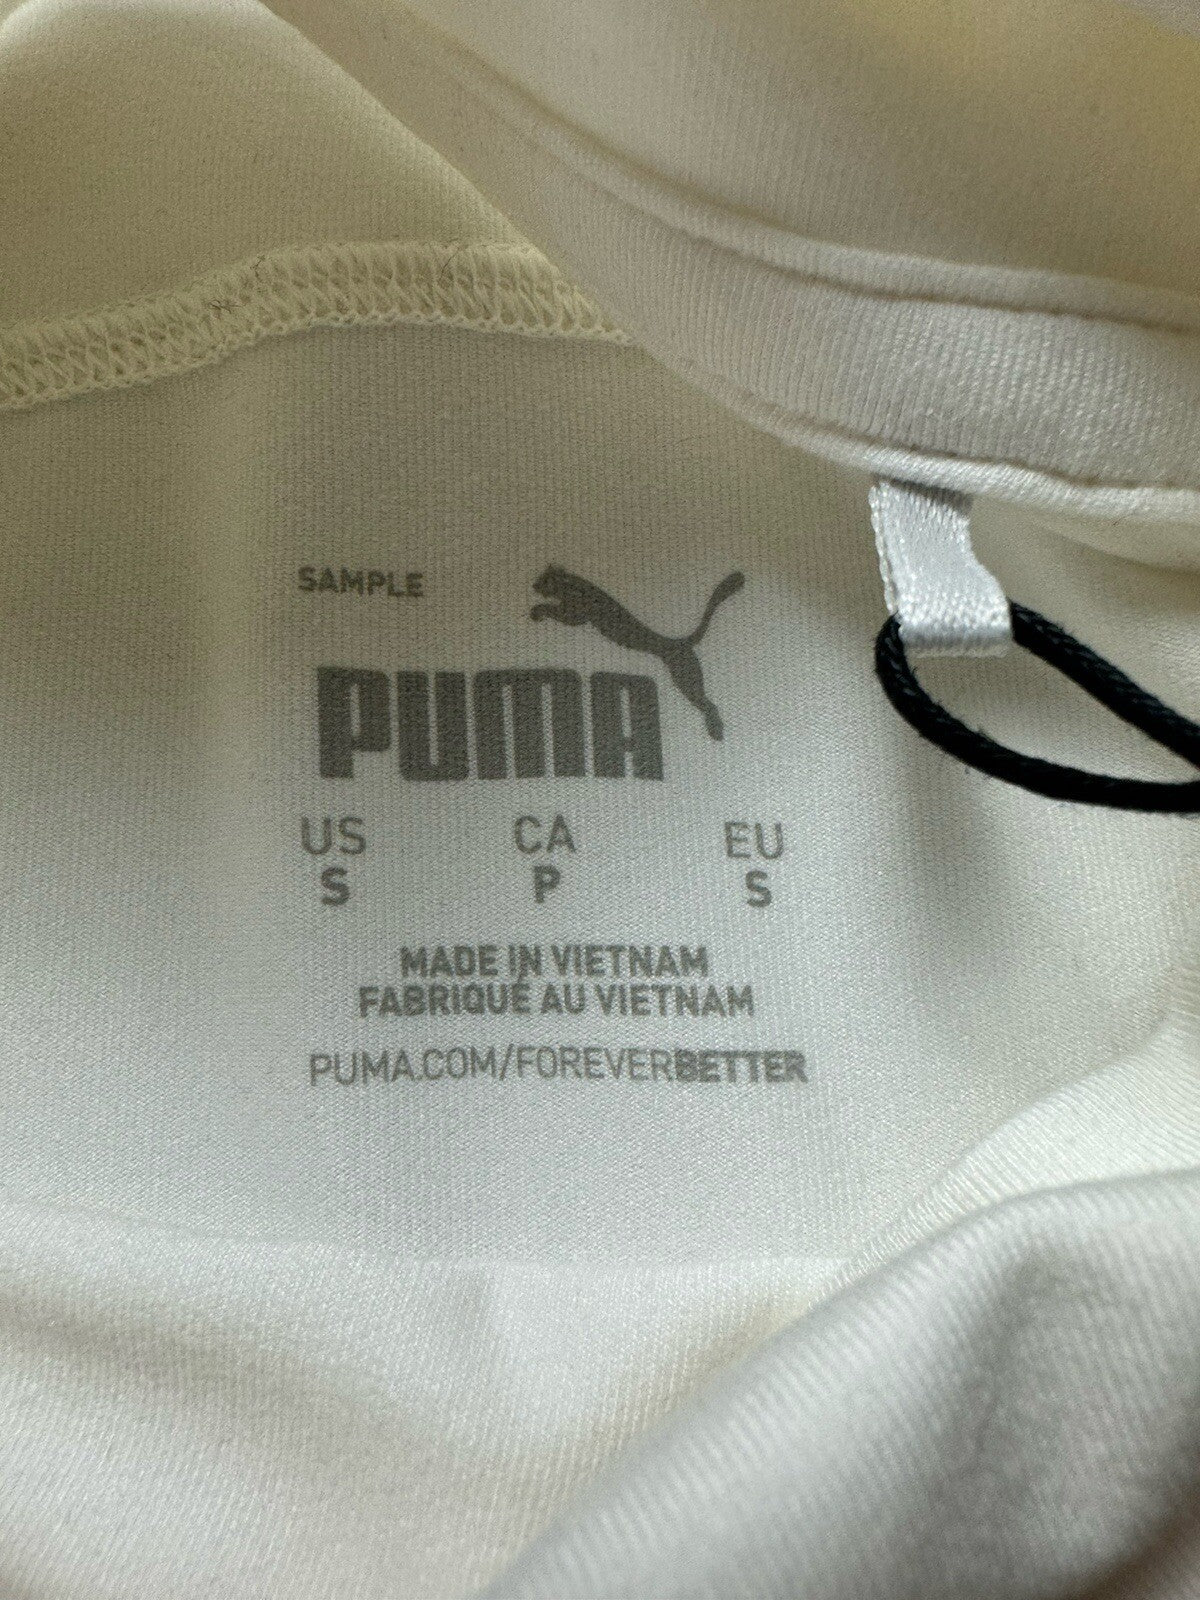 SAMPLE
PUMA
US CA EU
S P S
MADE IN VIETNAM
FABRIQUÉ AU VIETNAM
PUMA.COM/FOREVERBETTER